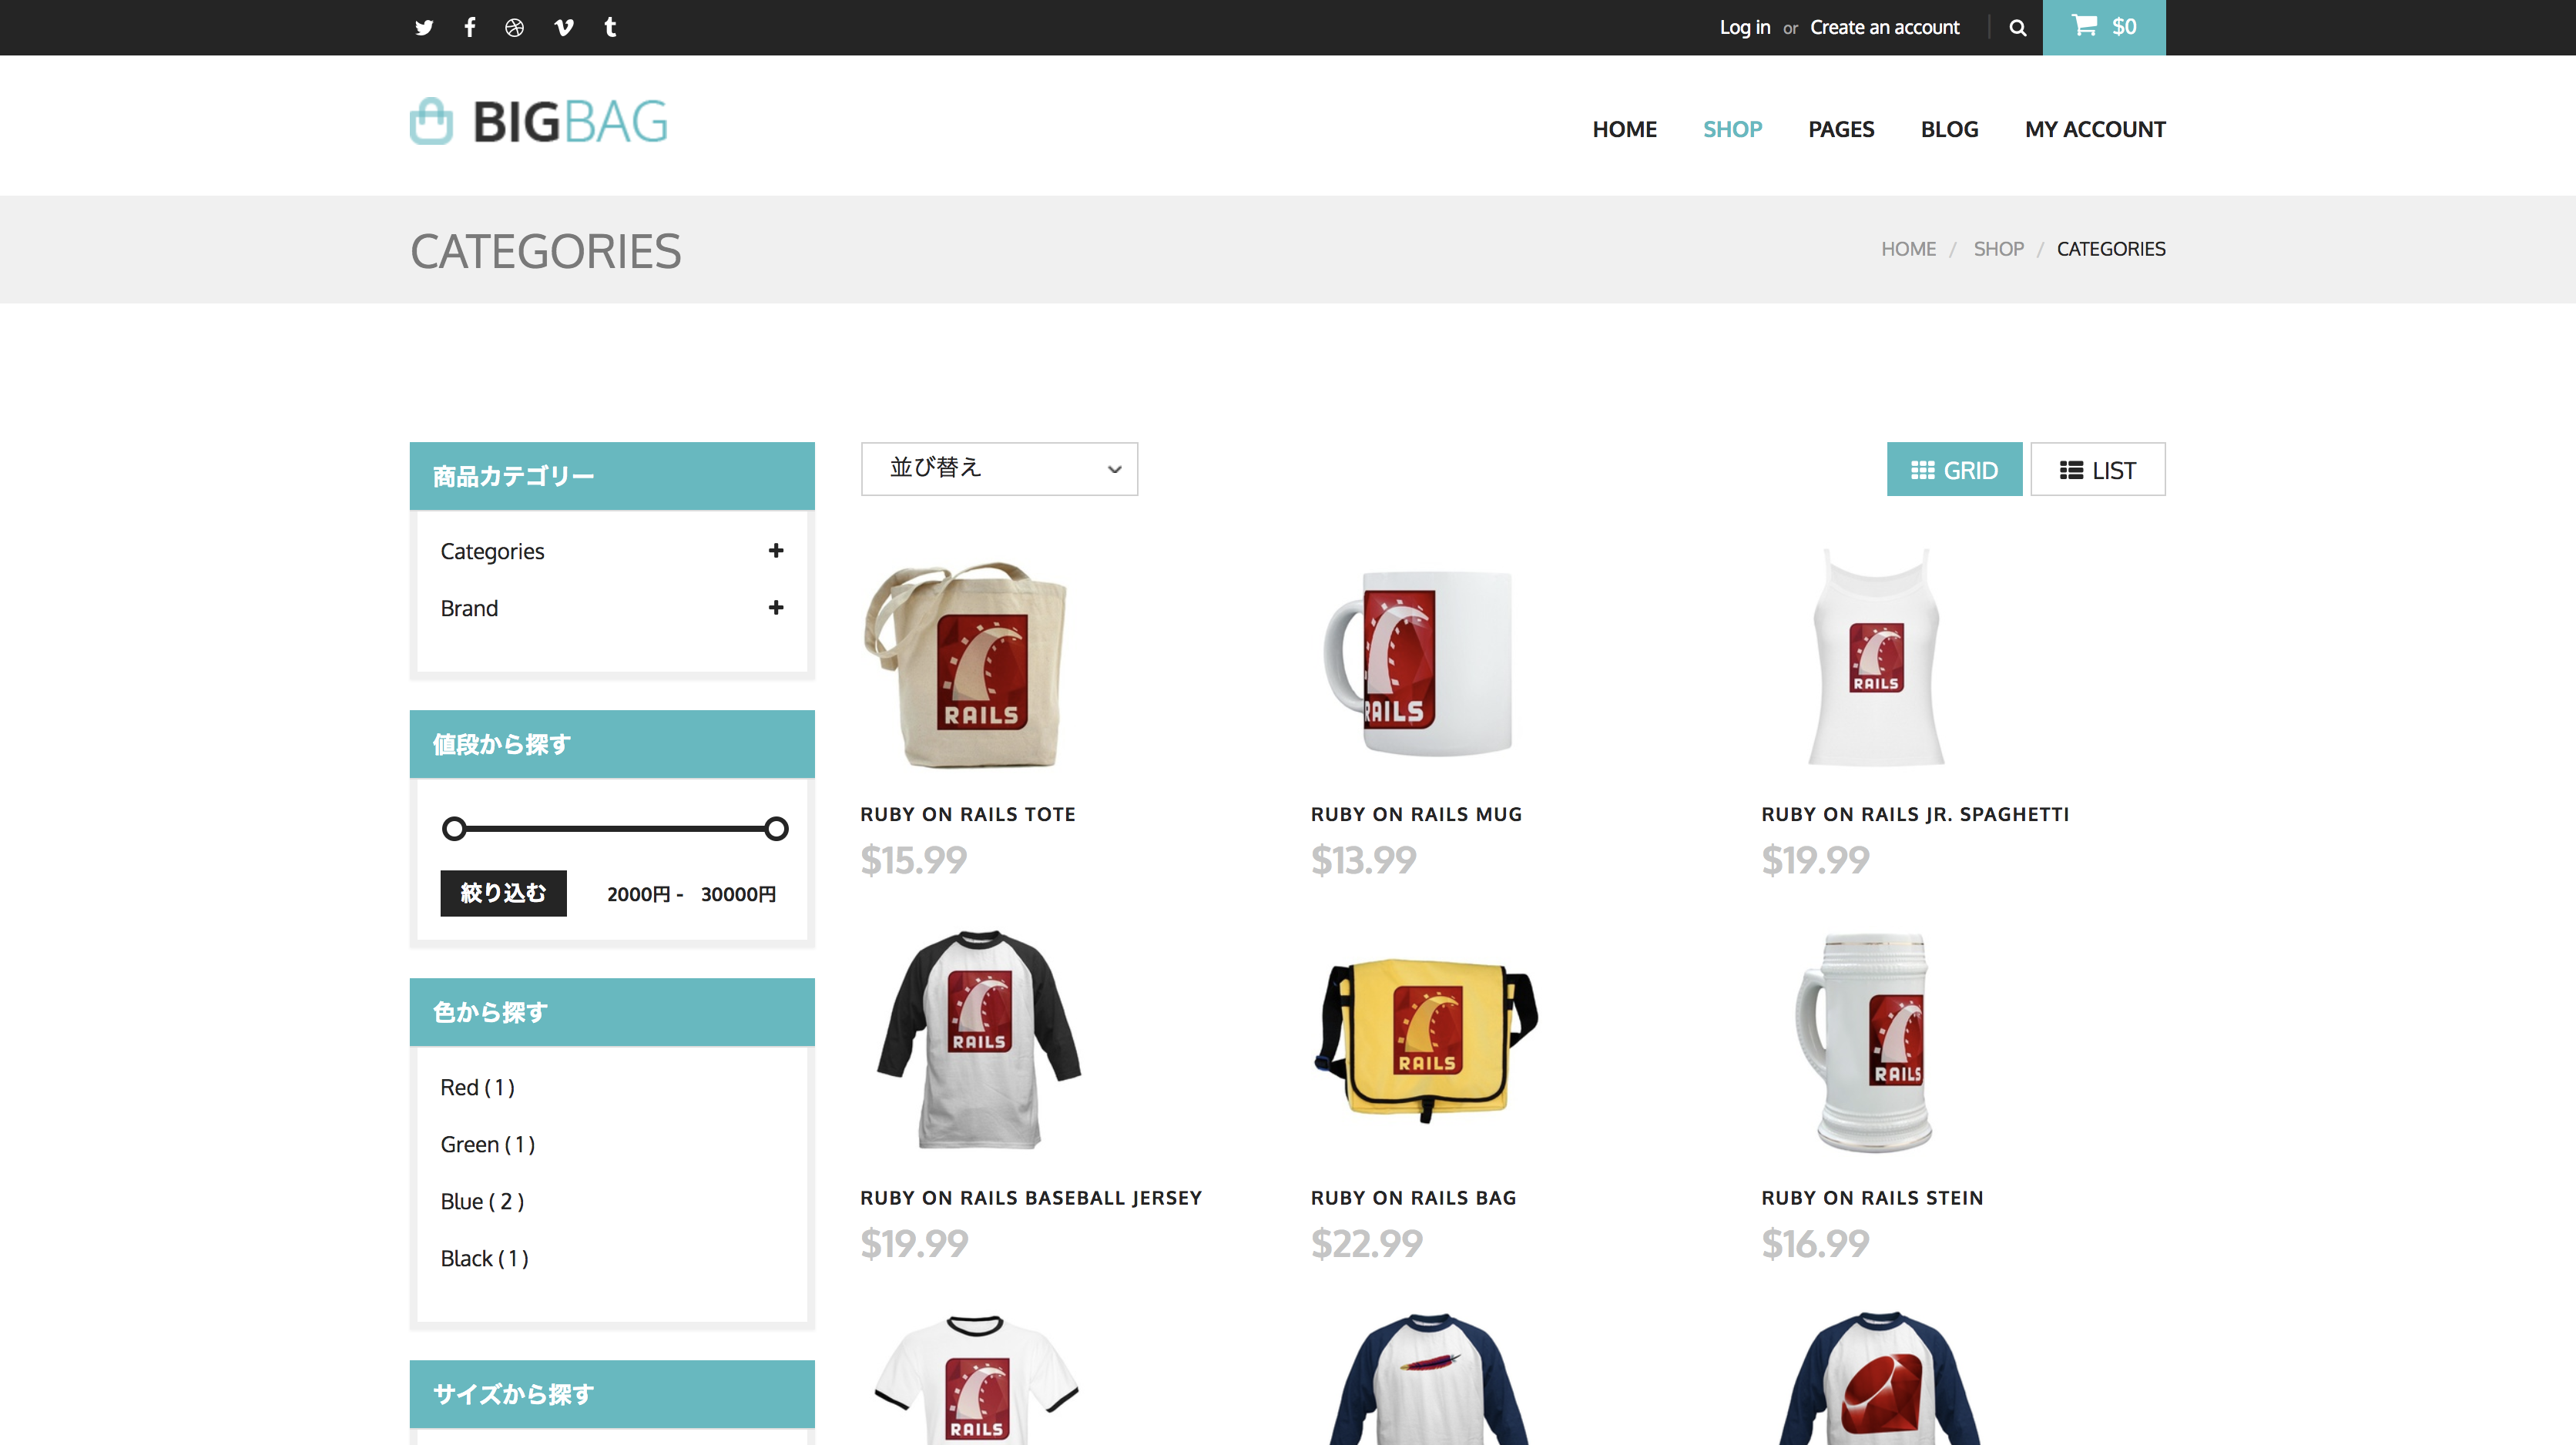 Log in or Create an account $0
BIGBAG
HOME SHOP PAGES BLOG MY ACCOUNT
CATEGORIES
HOME / SHOP / CATEGORIES
商品カテゴリー
Categories
Brand
値段から探す
絞り込む 2000円 - 30000円
色から探す
Red ( 1 )
Green ( 1 )
Blue ( 2 )
Black ( 1 )
サイズから探す
並び替え
GRID LIST
RAILS
RAILS
RAILS
RUBY ON RAILS TOTE
$15.99
RUBY ON RAILS MUG
$13.99
RUBY ON RAILS JR. SPAGHETTI
$19.99
RAILS
RAILS
RAILS
RUBY ON RAILS BASEBALL JERSEY
$19.99
RUBY ON RAILS BAG
$22.99
RUBY ON RAILS STEIN
$16.99
RAILS